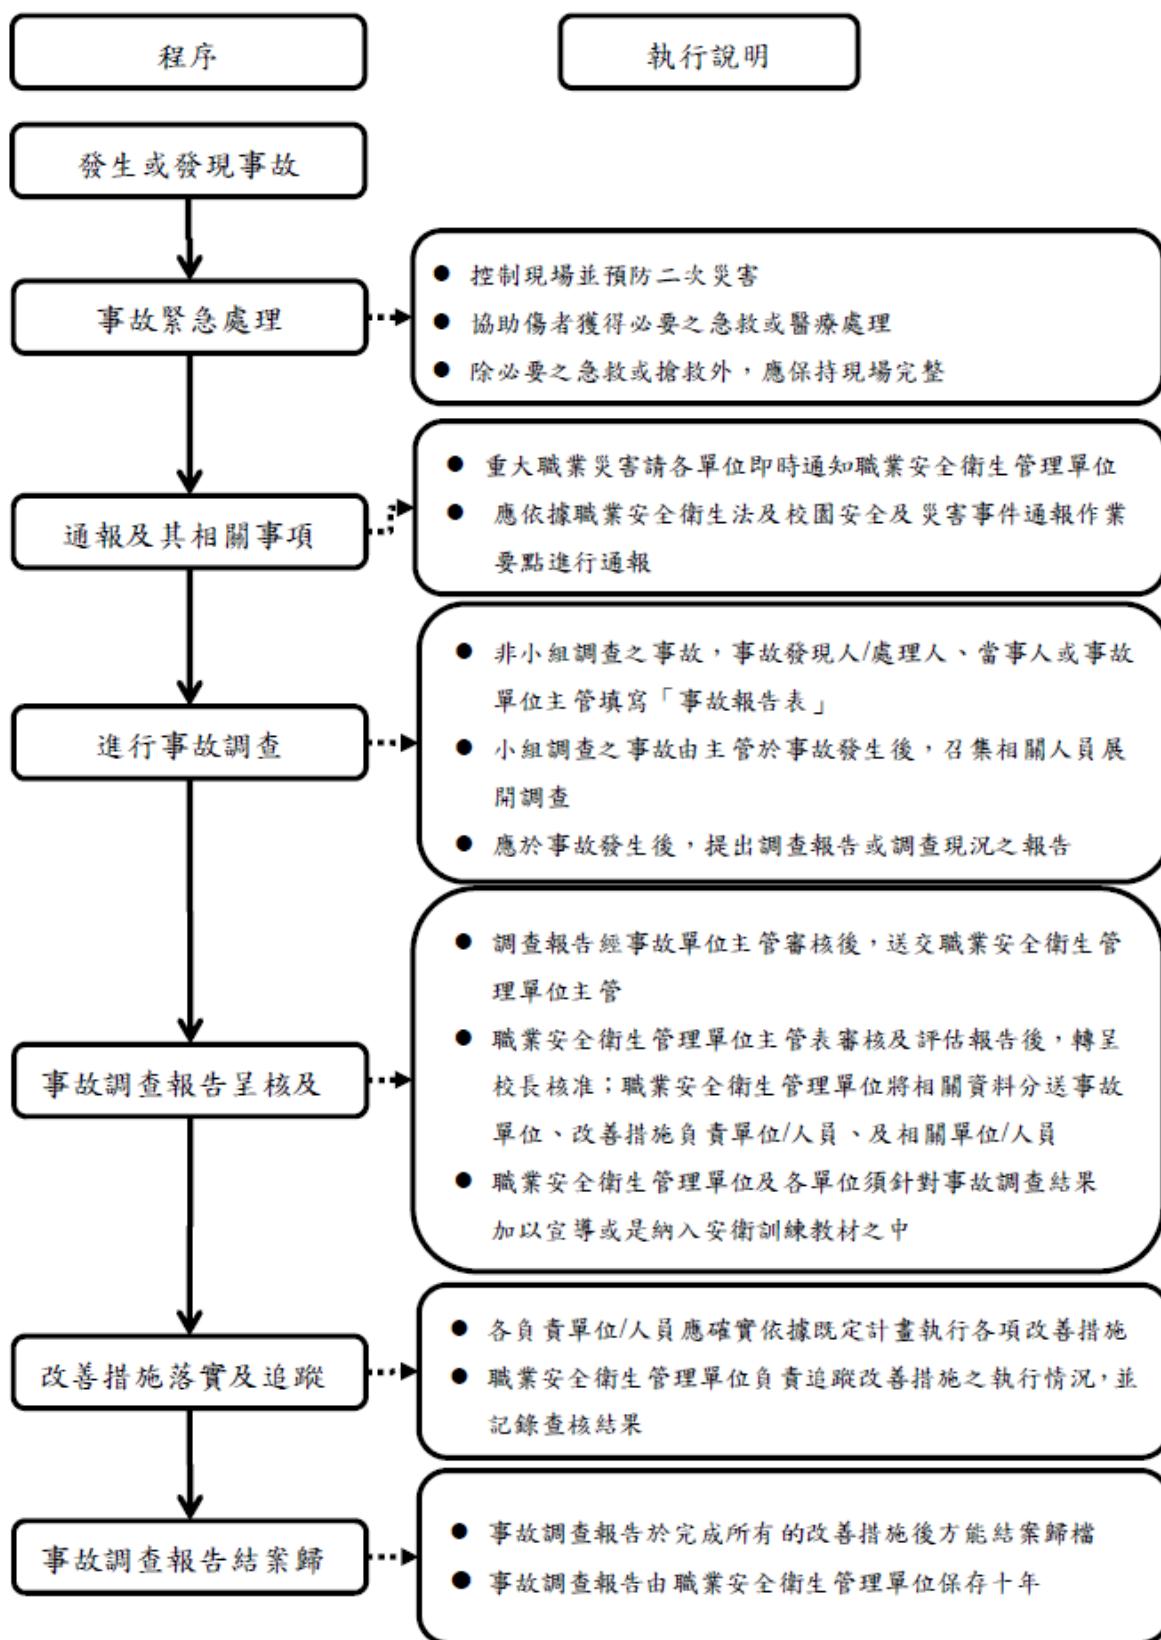 程序
執行說明
發生或發現事故
事故緊急處理
● 控制現場並預防二次災害
● 協助傷者獲得必要之急救或醫療處理
● 除必要之急救或搶救外，應保持現場完整
通報及其相關事項
● 重大職業災害請各單位即時通知職業安全衛生管理單位
● 應依據職業安全衛生法及校園安全及災害事件通報作業
要點進行通報
進行事故調查
● 非小組調查之事故，事故發現人/處理人、當事人或事故
單位主管填寫「事故報告表」
● 小組調查之事故由主管於事故發生後，召集相關人員展
開調查
● 應於事故發生後，提出調查報告或調查現況之報告
事故調查報告呈核及
● 調查報告經事故單位主管審核後，送交職業安全衛生管
理單位主管
● 職業安全衛生管理單位主管表審核及評估報告後，轉呈
校長核准；職業安全衛生管理單位將相關資料分送事故
單位、改善措施負責單位/人員、及相關單位/人員
● 職業安全衛生管理單位及各單位須針對事故調查結果
加以宣導或是納入安衛訓練教材之中
改善措施落實及追蹤
● 各負責單位/人員應確實依據既定計畫執行各項改善措施
● 職業安全衛生管理單位負責追蹤改善措施之執行情況，並
記錄查核結果
事故調查報告結案歸
● 事故調查報告於完成所有的改善措施後方能結案歸檔
● 事故調查報告由職業安全衛生管理單位保存十年